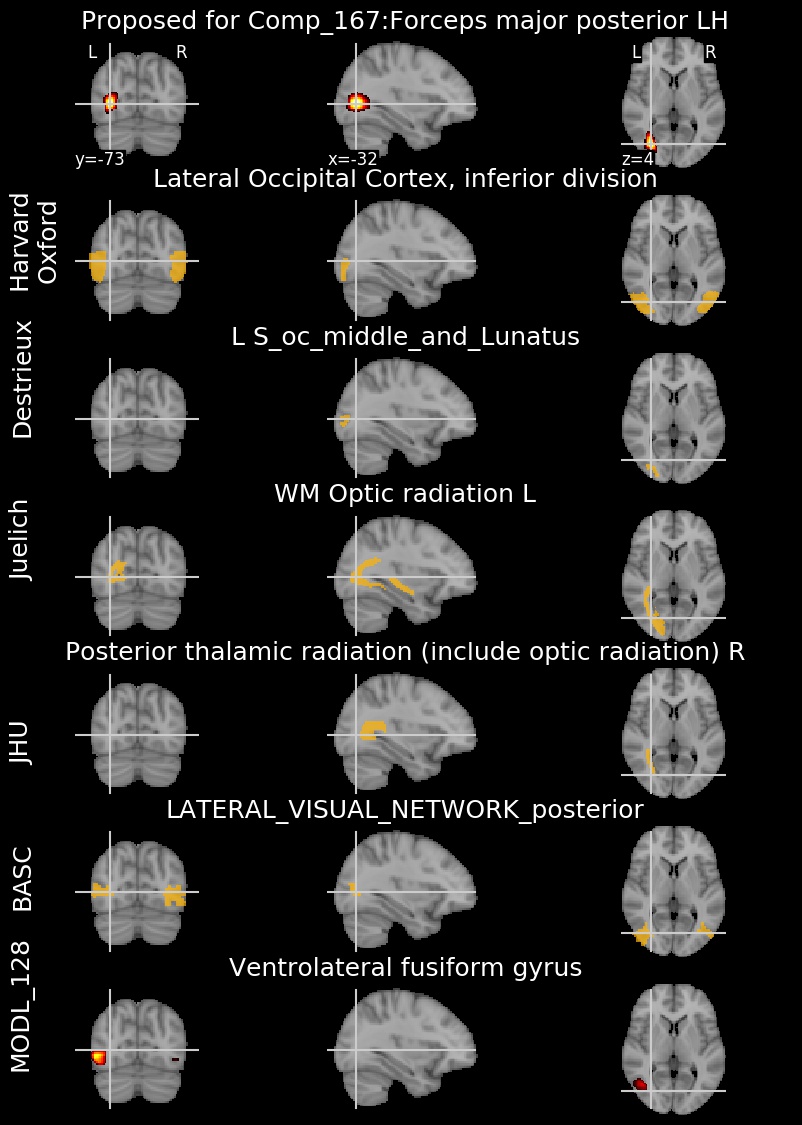 Proposed for Comp_167:Forceps major posterior LH
L R L R
y=-73 x=-32 z=4
Lateral Occipital Cortex, inferior division
Harvard
Oxford
L S_oc_middle_and_Lunatus
Destrieux
WM Optic radiation L
Juelich
Posterior thalamic radiation (include optic radiation) R
JHU
LATERAL_VISUAL_NETWORK_posterior
BASC
Ventrolateral fusiform gyrus
MODL_128